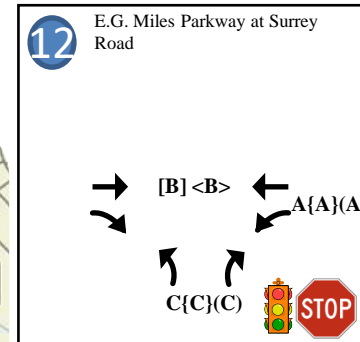 12
E.G. Miles Parkway at Surrey
Road
[B] <B>
A{A}(A
C{C}(C)
STOP